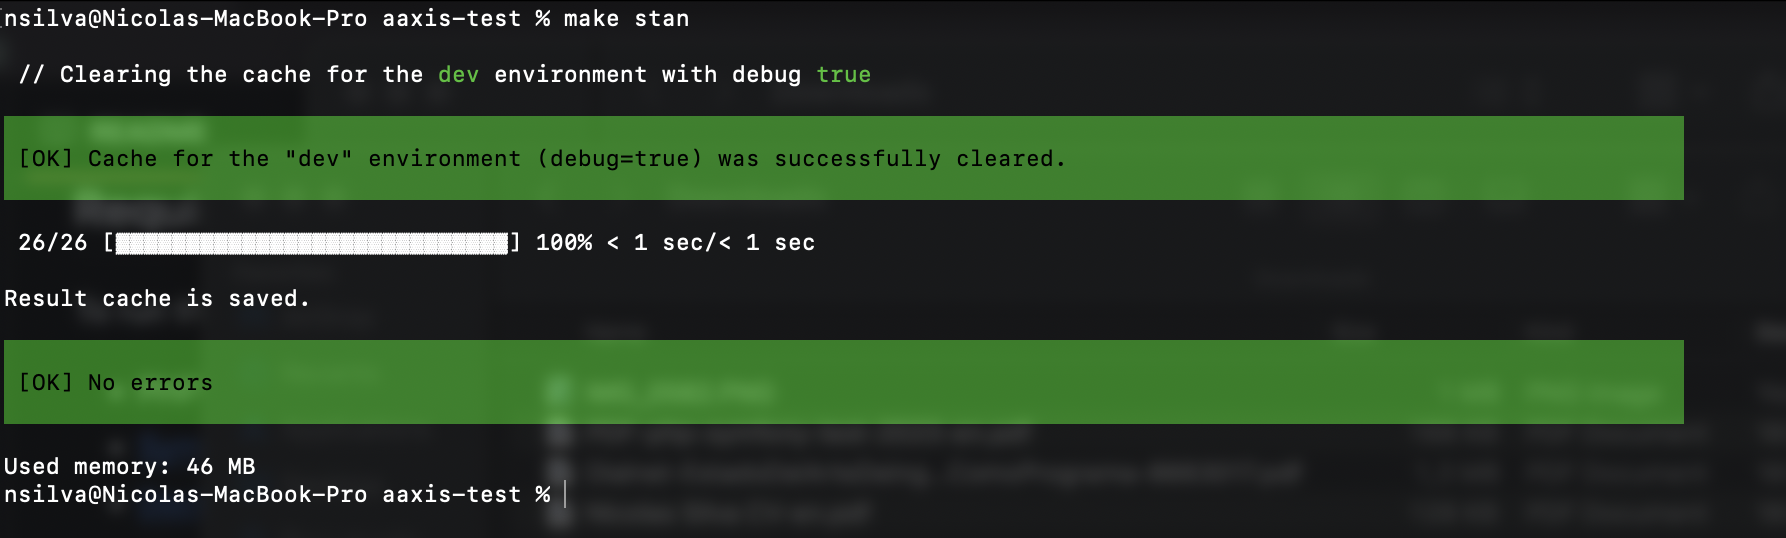 nsilva@Nicolas-MacBook-Pro aaxis-test % make stan
// Clearing the cache for the dev environment with debug true
[OK] Cache for the "dev" environment (debug=true) was successfully cleared.
26/26 [▓▓▓▓▓▓▓▓▓▓▓▓▓▓▓▓▓▓▓▓▓▓▓▓▓▓▓▓] 100% < 1 sec/< 1 sec
Result cache is saved.
[OK] No errors
Used memory: 46 MB
nsilva@Nicolas-MacBook-Pro aaxis-test %